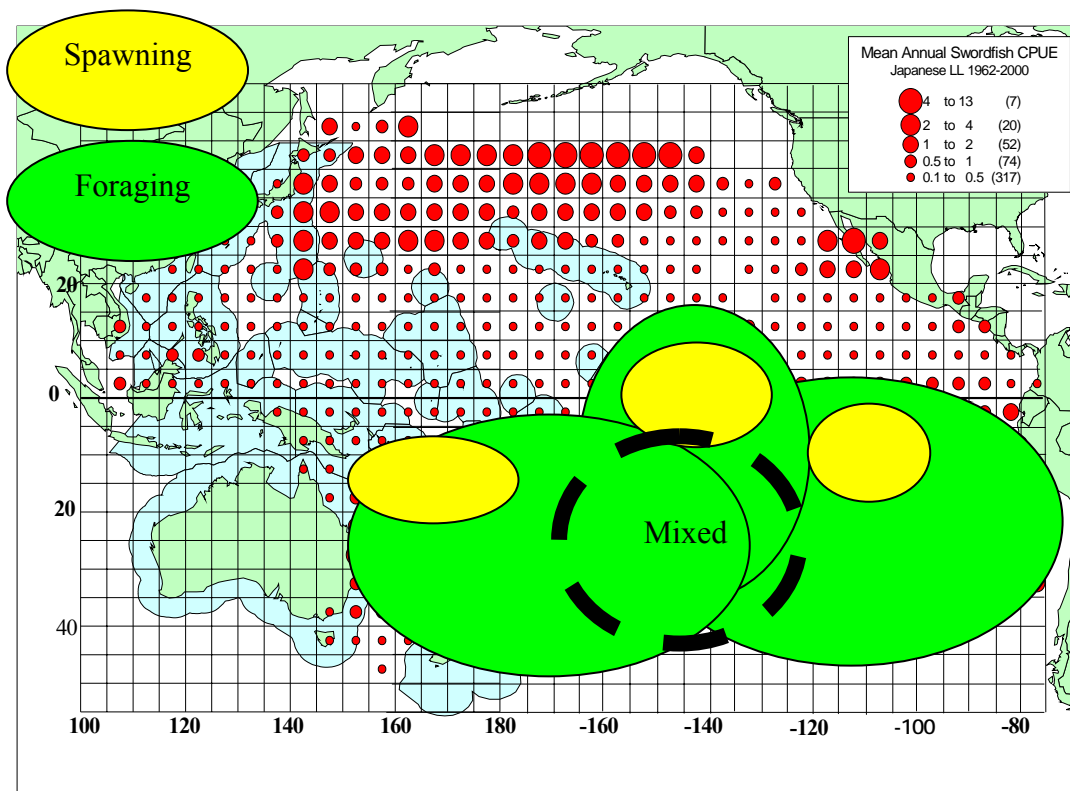 Spawning
Foraging
Mean Annual Swordfish CPUE
Japanese LL 1962-2000
4 to 13 (7)
2 to 4 (20)
1 to 2 (52)
0.5 to 1 (74)
0.1 to 0.5 (317)
20
0
20
40
Mixed
100 120 140 160 -160 -140 -120 -100 -80